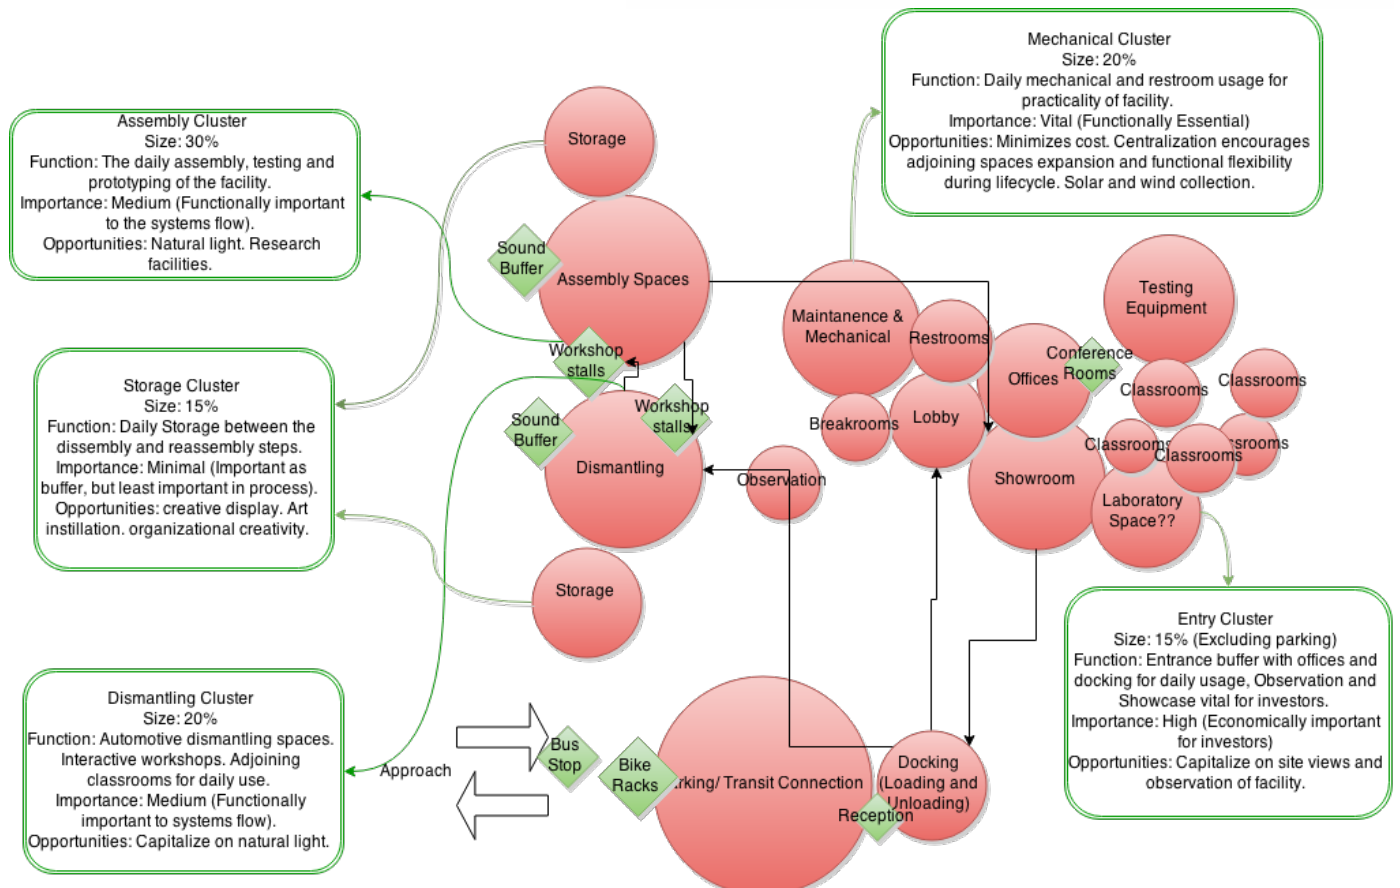 Mechanical Cluster
Size: 20%
Function: Daily mechanical and restroom usage for
practicality of facility.
Importance: Vital (Functionally Essential)
Opportunities: Minimizes cost. Centralization encourages
adjoining spaces expansion and functional flexibility
during lifecycle. Solar and wind collection.
Assembly Cluster
Size: 30%
Function: The daily assembly, testing and
prototyping of the facility.
Importance: Medium (Functionally important
to the systems flow).
Opportunities: Natural light. Research
facilities.
Storage
Sound
Buffer
Assembly Spaces
Workshop
stalls
Maintanence &
Mechanical
Restrooms
Offices
Conference
Rooms
Testing
Equipment
Classrooms
Classrooms
Breakrooms
Lobby
Storage Cluster
Size: 15%
Function: Daily Storage between the
dissembly and reassembly steps.
Importance: Minimal (Important as
buffer, but least important in process).
Opportunities: creative display. Art
instillation. organizational creativity.
Sound
Buffer
Workshop
stalls
Dismantling
Observation
Showroom
Classrooms
Classrooms
ssrooms
Laboratory
Space??
Storage
Entry Cluster
Size: 15% (Excluding parking)
Function: Entrance buffer with offices and
docking for daily usage, Observation and
Showcase vital for investors.
Importance: High (Economically important
for investors)
Opportunities: Capitalize on site views and
observation of facility.
Dismantling Cluster
Size: 20%
Function: Automotive dismantling spaces.
Interactive workshops. Adjoining
classrooms for daily use.
Importance: Medium (Functionally
important to systems flow).
Opportunities: Capitalize on natural light.
Approach
Bus
Stop
Bike
Racks
rking/ Transit Connection
Docking
(Loading and
Unloading)
Reception